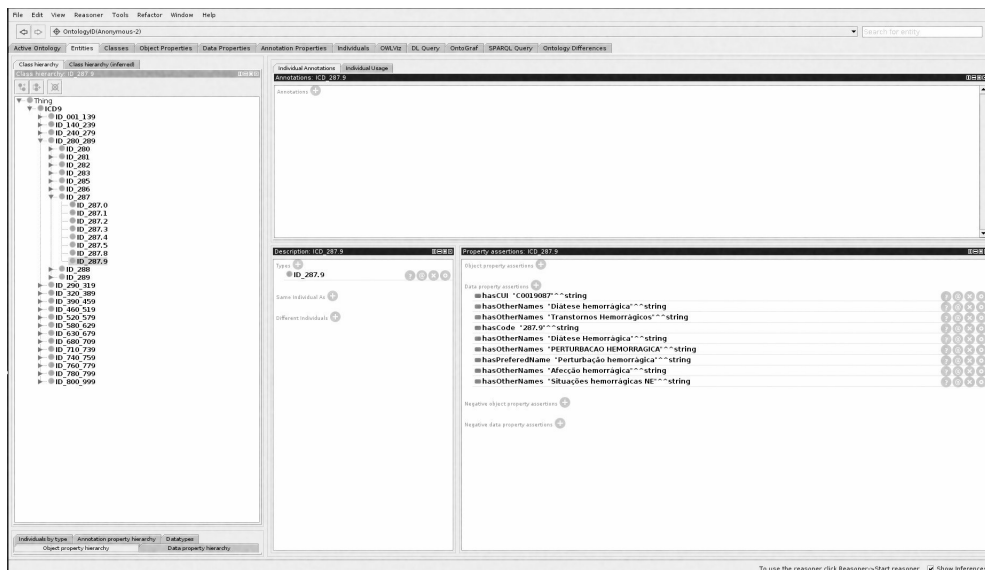 File Edit View Reasoner Tools Refactor Window Help
OntologyID(Anonymous-2)
Search for entity
Active Ontology Entities Classes Object Properties Data Properties Annotation Properties Individuals OWLViz DL Query OntoGraf SPARQL Query Ontology Differences
Class hierarchy Class hierarchy (inferred)
Class hierarchy: ID_287.9
Thing
ICD9
ID_001_139
ID_140_239
ID_240_279
ID_280_289
ID_280
ID_281
ID_282
ID_283
ID_285
ID_286
ID_287
ID_287.0
ID_287.1
ID_287.2
ID_287.3
ID_287.4
ID_287.5
ID_287.8
ID_287.9
ID_288
ID_289
ID_290_319
ID_320_389
ID_390_459
ID_460_519
ID_520_579
ID_580_629
ID_630_679
ID_680_709
ID_710_739
ID_740_759
ID_760_779
ID_780_799
ID_800_999
Individuals by type Annotation property hierarchy Datatypes
Object property hierarchy Data property hierarchy
Individual Annotations Individual Usage
Annotations: ICD_287.9
Annotations
Description: ICD_287.9
Types
ID_287.9
Same Individual As
Different Individuals
Property assertions: ICD_287.9
Object property assertions
Data property assertions
hasCUI "C0019087"^^string
hasOtherNames "Diátese hemorrágica"^^string
hasOtherNames "Transtornos Hemorrágicos"^^string
hasCode "287.9"^^string
hasOtherNames "Diátese Hemorrágica"^^string
hasOtherNames "PERTURBACAO HEMORRAGICA"^^string
hasPreferedName "Perturbação hemorrágica"^^string
hasOtherNames "Afecção hemorrágica"^^string
hasOtherNames "Situações hemorrágicas NE"^^string
Negative object property assertions
Negative data property assertions
To use the reasoner click Reasoner->Start reasoner Show Inferences